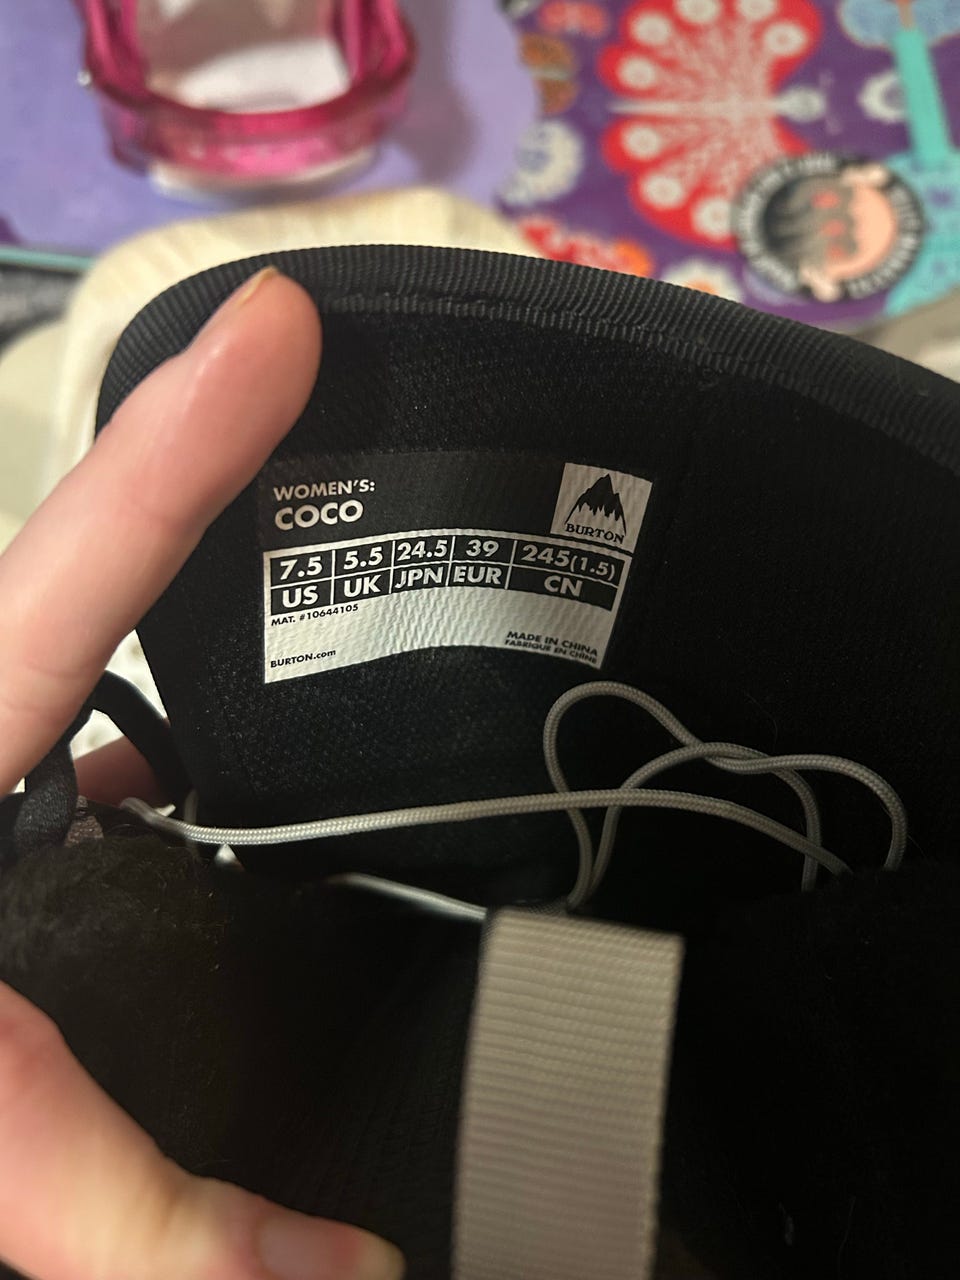 WOMEN'S:
COCO
BURTON
7.5 5.5 24.5 39 245(1.5)
US UK JPN EUR CN
MAT. #10644105
BURTON.com
MADE IN CHINA
FABRIQUE EN CHINE